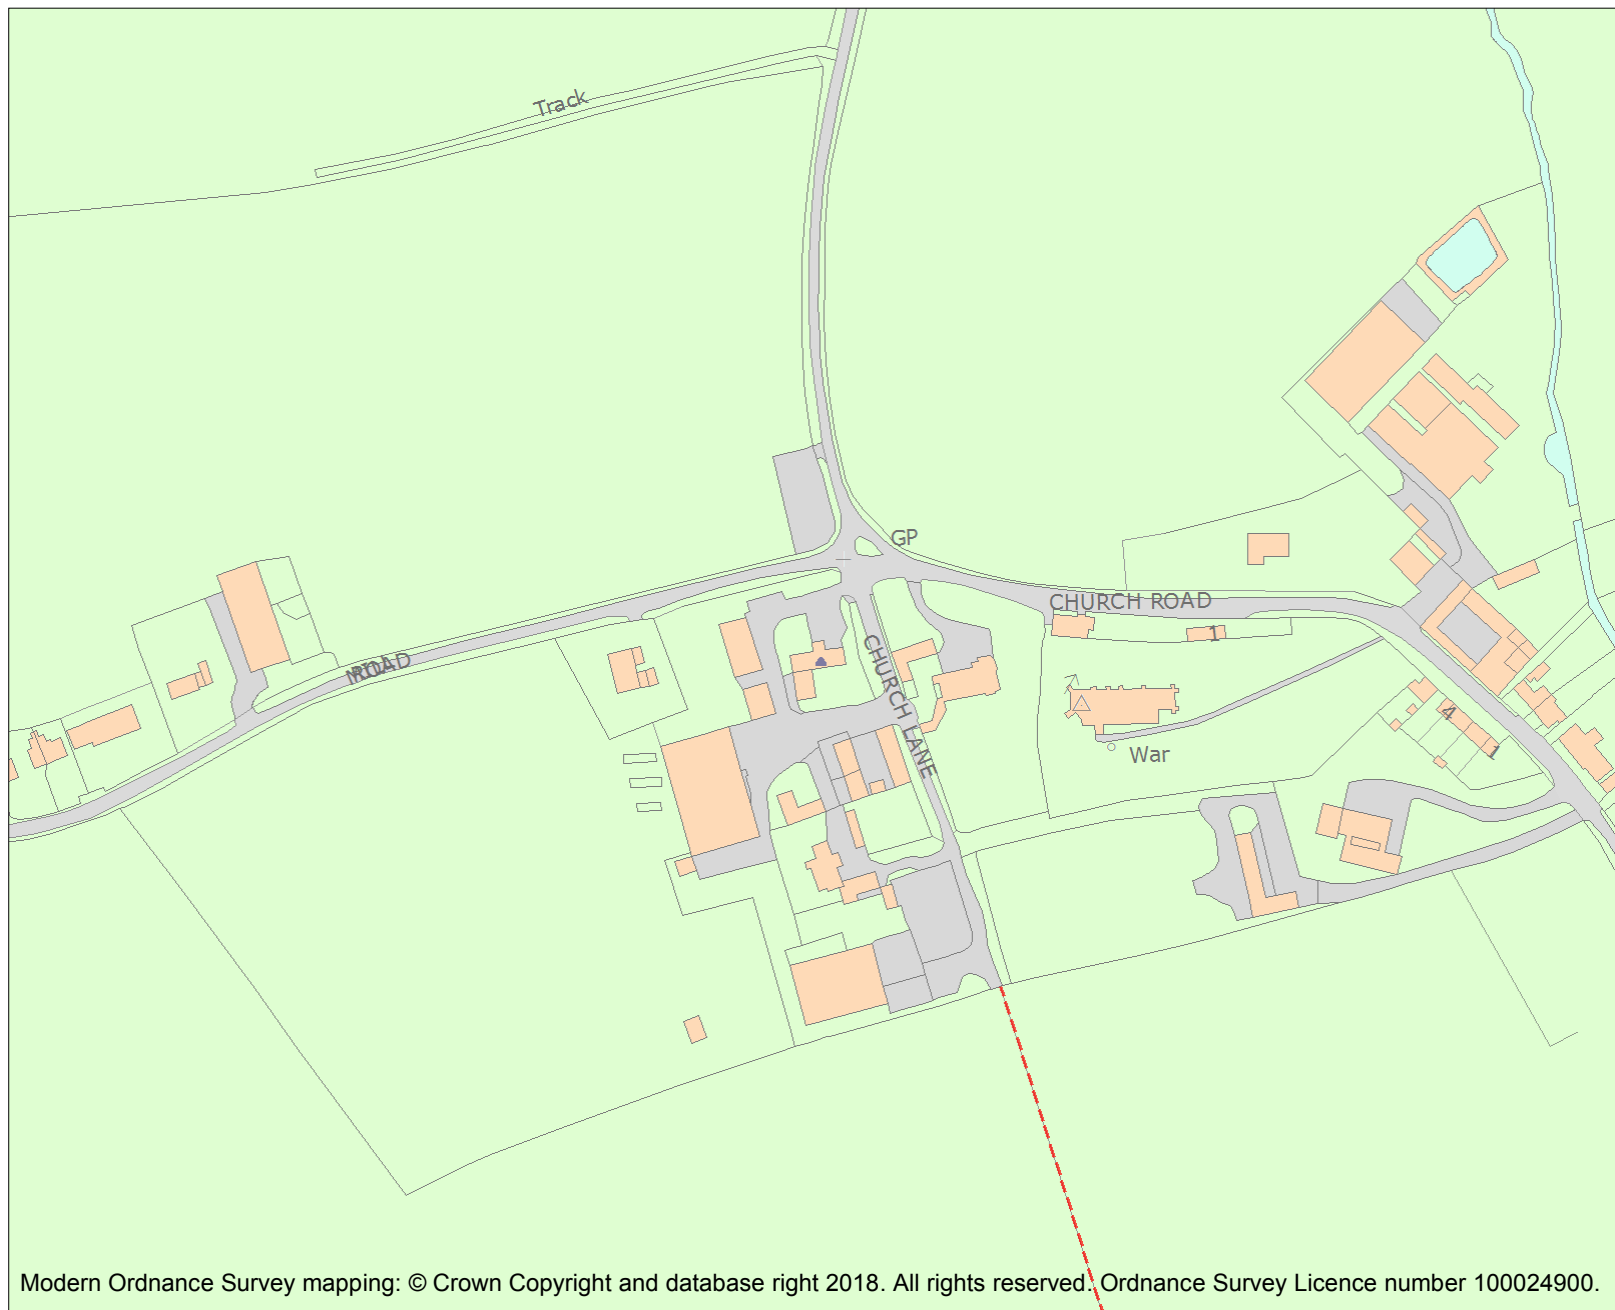 Track
GP
CHURCH ROAD
1
ROAD
CHURCH LANE
4
1
War
Modern Ordnance Survey mapping: © Crown Copyright and database right 2018. All rights reserved. Ordnance Survey Licence number 100024900.